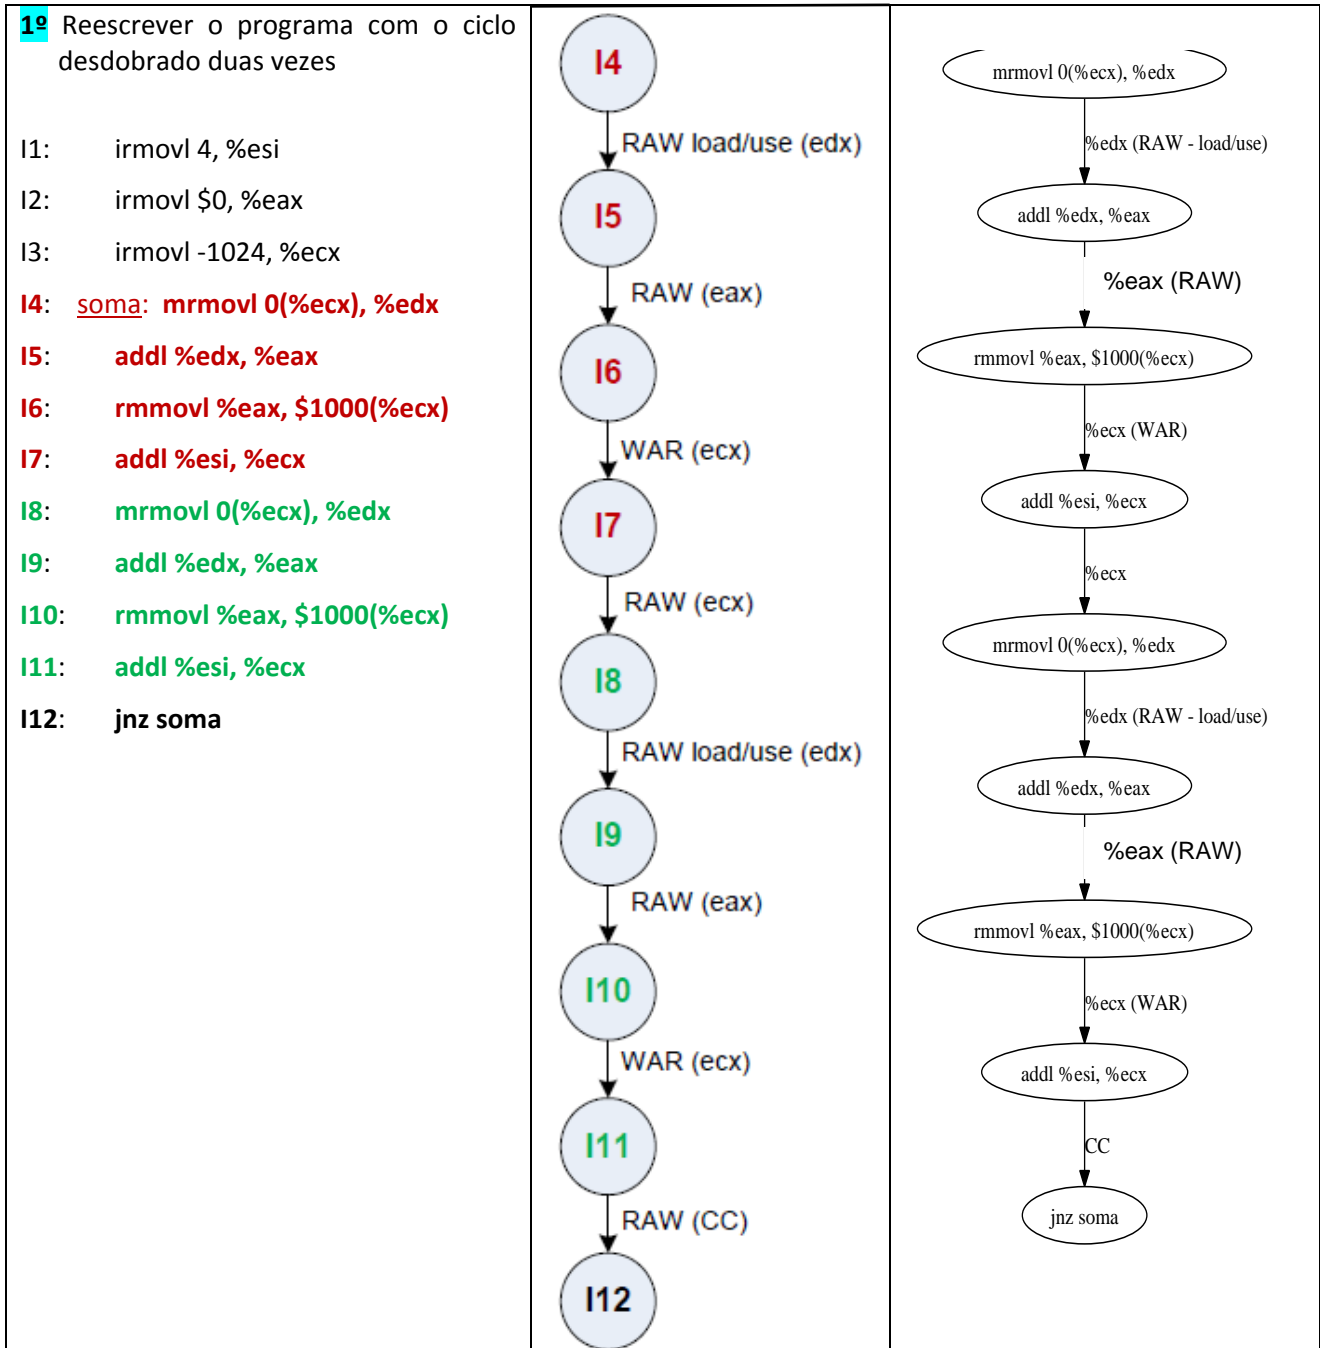 1º Reescrever o programa com o ciclo
desdobrado duas vezes
I1: irmovl 4, %esi
I2: irmovl $0, %eax
I3: irmovl -1024, %ecx
I4: soma: mrmovl 0(%ecx), %edx
I5: addl %edx, %eax
I6: rmmovl %eax, $1000(%ecx)
I7: addl %esi, %ecx
I8: mrmovl 0(%ecx), %edx
I9: addl %edx, %eax
I10: rmmovl %eax, $1000(%ecx)
I11: addl %esi, %ecx
I12: jnz soma
I4
RAW load/use (edx)
I5
RAW (eax)
I6
WAR (ecx)
I7
RAW (ecx)
I8
RAW load/use (edx)
I9
RAW (eax)
I10
WAR (ecx)
I11
RAW (CC)
I12
mrmovl 0(%ecx), %edx
%edx (RAW - load/use)
addl %edx, %eax
%eax (RAW)
rmmovl %eax, $1000(%ecx)
%ecx (WAR)
addl %esi, %ecx
%ecx
mrmovl 0(%ecx), %edx
%edx (RAW - load/use)
addl %edx, %eax
%eax (RAW)
rmmovl %eax, $1000(%ecx)
%ecx (WAR)
addl %esi, %ecx
CC
jnz soma